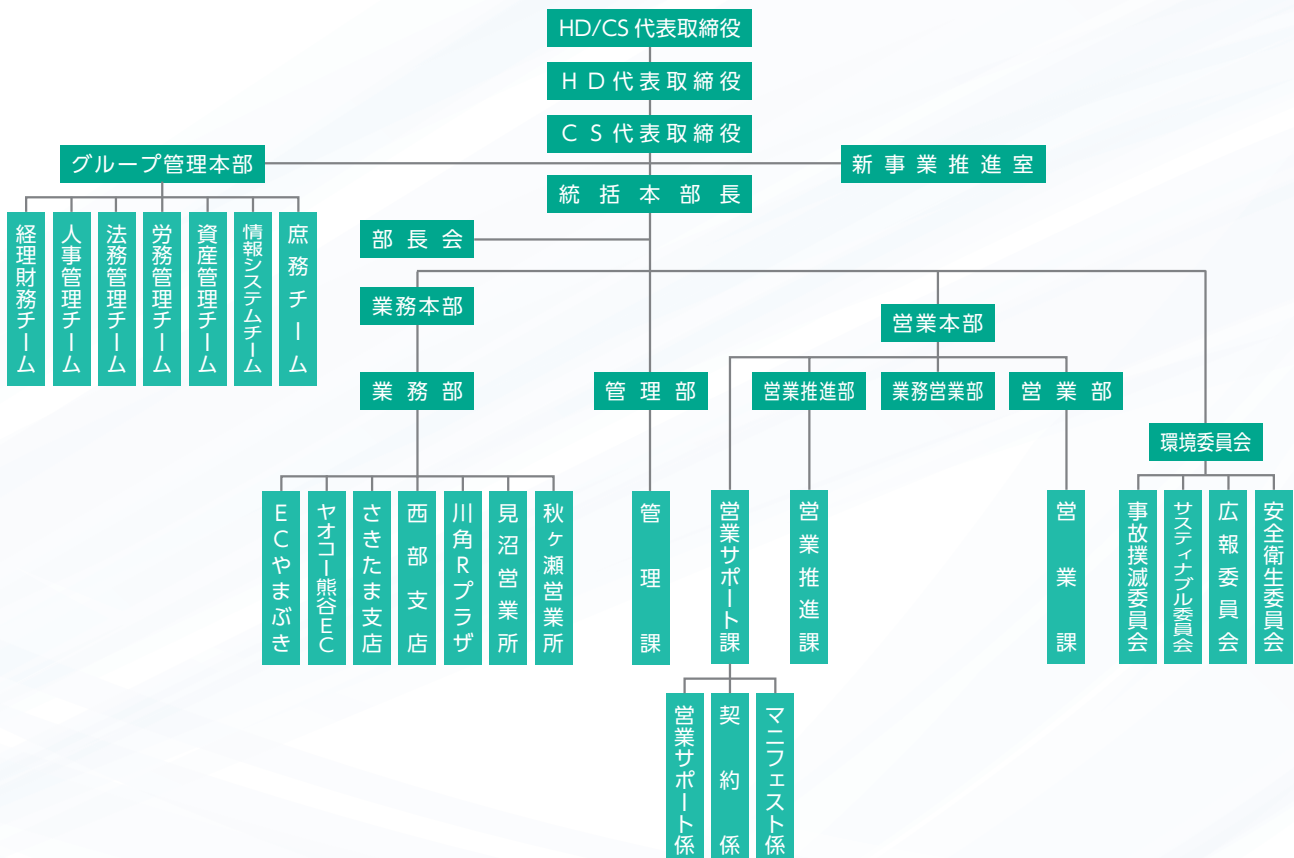 HD/CS代表取締役
HD代表取締役
CS代表取締役
グループ管理本部
新事業推進室
統括本部長
経理財務チーム
人事管理チーム
法務管理チーム
労務管理チーム
資産管理チーム
情報システムチーム
庶務チーム
部長会
業務本部
営業本部
業務部
管理部
営業推進部
業務営業部
営業部
環境委員会
ECやまぶき
ヤオコー熊谷EC
さきたま支店
西部支店
川角Rプラザ
見沼営業所
秋ヶ瀬営業所
管理課
営業サポート課
営業推進課
営業課
事故撲滅委員会
サスティナブル委員会
広報委員会
安全衛生委員会
営業サポート係
契約係
マニフェスト係